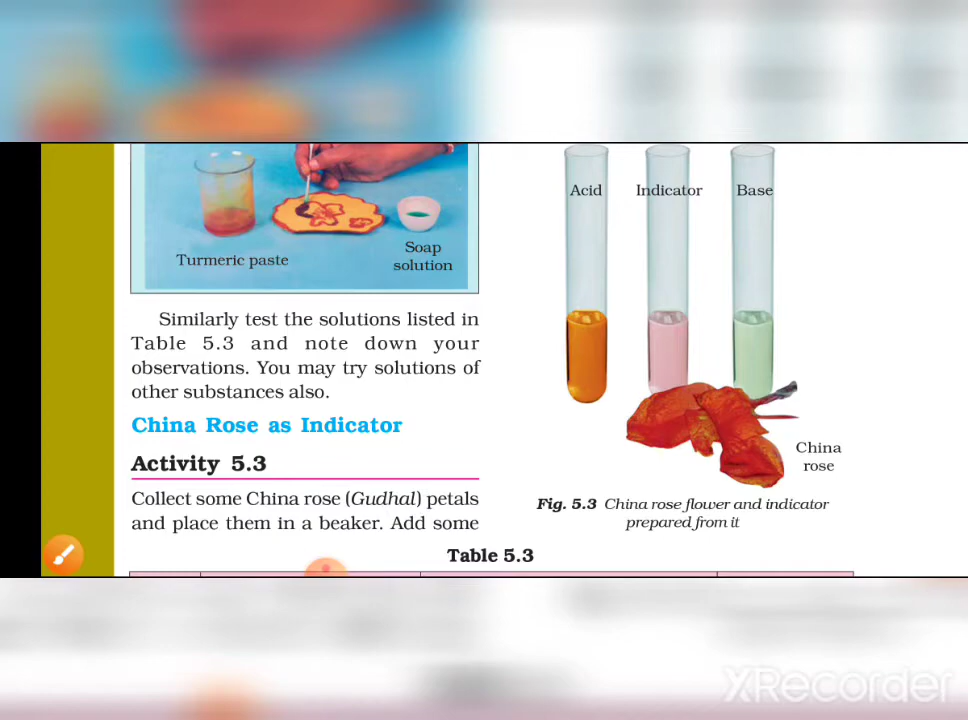 Turmeric paste
Soap
solution
Similarly test the solutions listed in
Table 5.3 and note down your
observations. You may try solutions of
other substances also.
China Rose as Indicator
Activity 5.3
Collect some China rose (Gudhal) petals
and place them in a beaker. Add some
Acid
Indicator
Base
China
rose
Fig. 5.3 China rose flower and indicator
prepared from it
Table 5.3
XRecorder